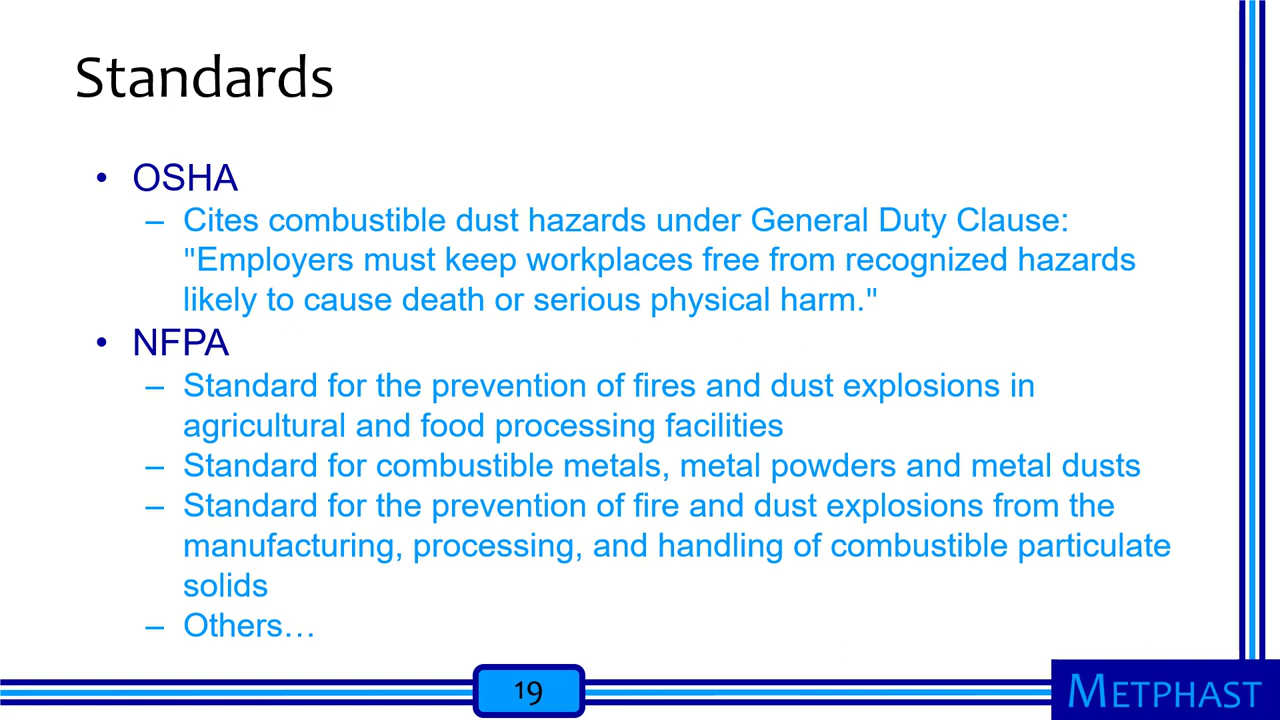 Standards
• OSHA
– Cites combustible dust hazards under General Duty Clause:
"Employers must keep workplaces free from recognized hazards
likely to cause death or serious physical harm."
• NFPA
– Standard for the prevention of fires and dust explosions in
agricultural and food processing facilities
– Standard for combustible metals, metal powders and metal dusts
– Standard for the prevention of fire and dust explosions from the
manufacturing, processing, and handling of combustible particulate
solids
– Others…
19
METPHAST